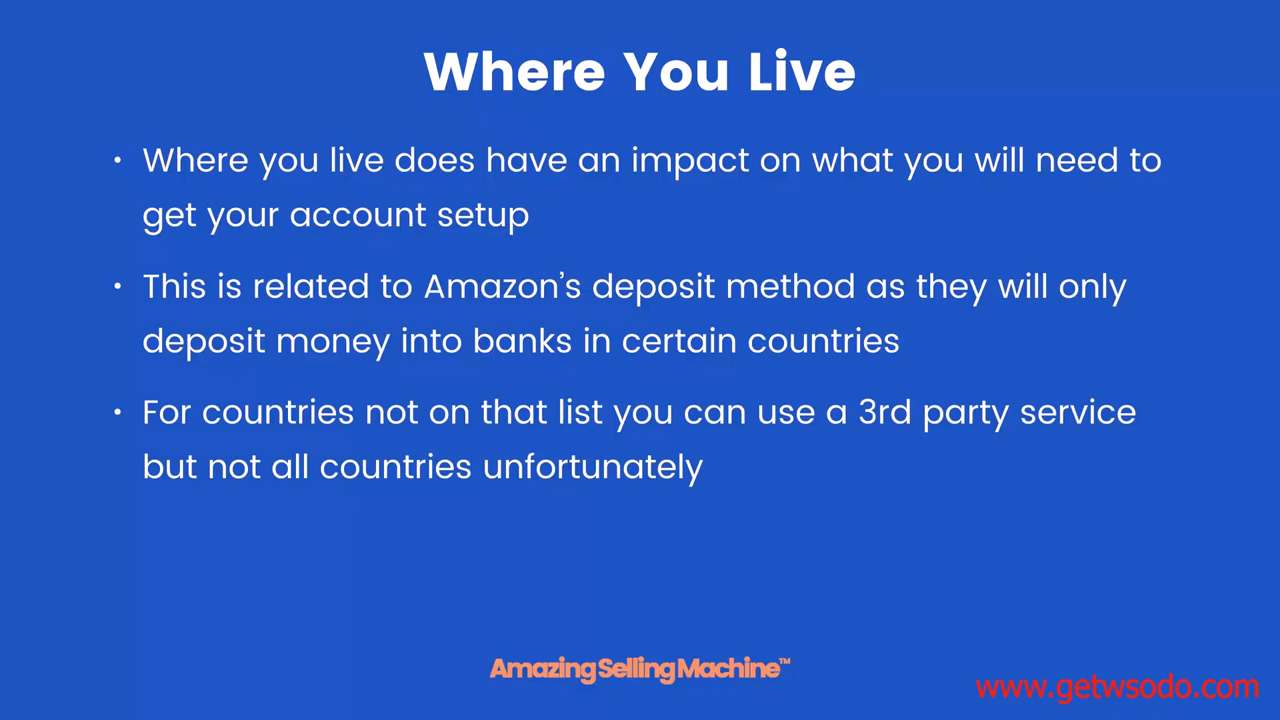 Where You Live
• Where you live does have an impact on what you will need to
get your account setup
• This is related to Amazon's deposit method as they will only
deposit money into banks in certain countries
• For countries not on that list you can use a 3rd party service
but not all countries unfortunately
AmazingSellingMachine™
www.getwsodo.com